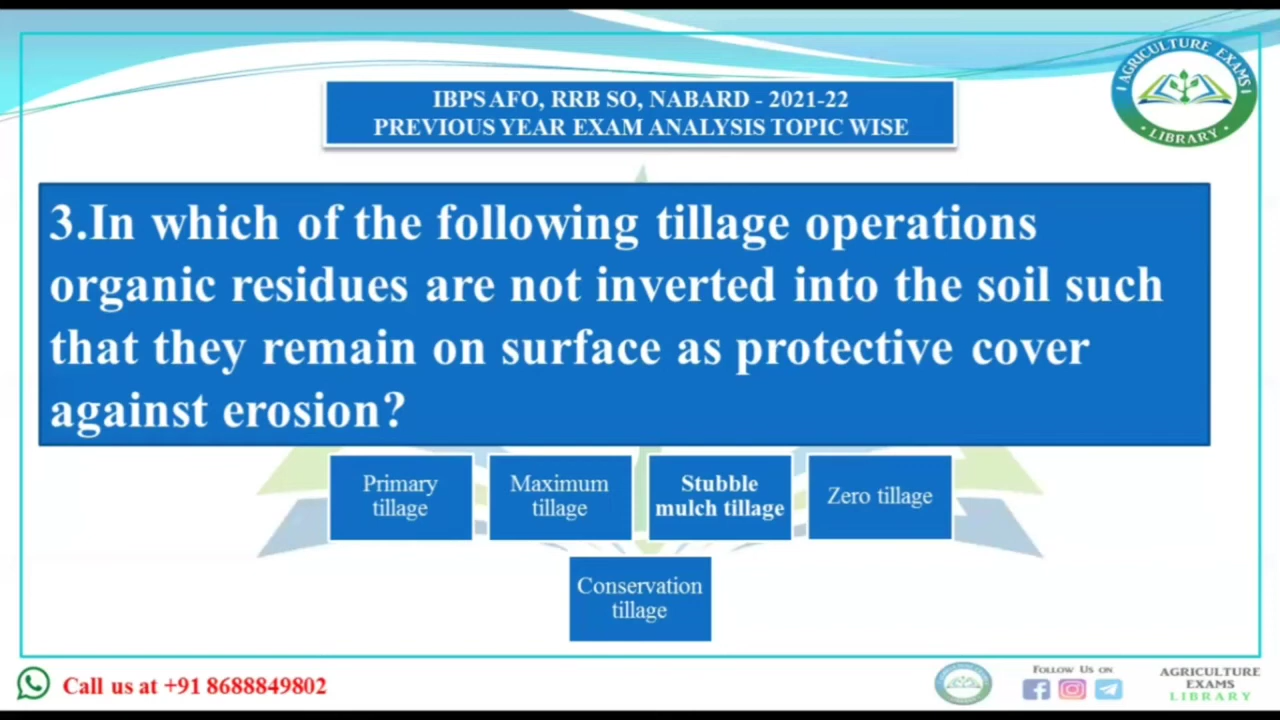 AGRICULTURE EXAMS
LIBRARY
IBPS AFO, RRB SO, NABARD - 2021-22
PREVIOUS YEAR EXAM ANALYSIS TOPIC WISE
3.In which of the following tillage operations
organic residues are not inverted into the soil such
that they remain on surface as protective cover
against erosion?
Primary
tillage
Maximum
tillage
Stubble
mulch tillage
Zero tillage
Conservation
tillage
Call us at +91 8688849802
FOLLOW US ON
AGRICULTURE
EXAMS
LIBRARY